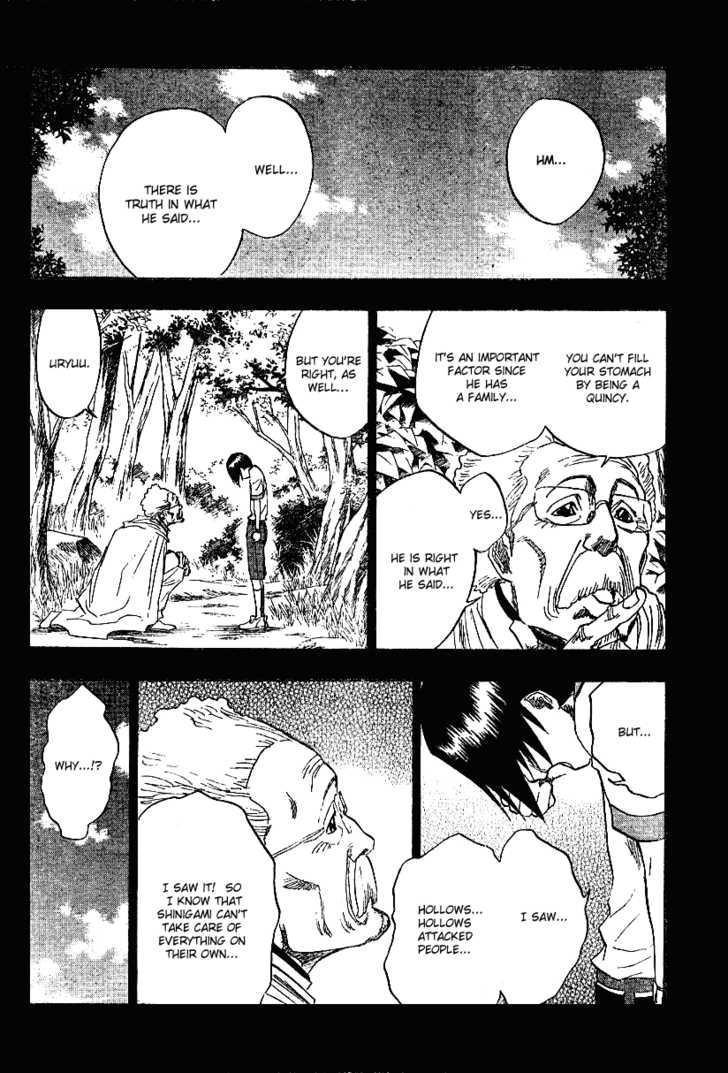 HM...
WELL...
THERE IS
TRUTH IN WHAT
HE SAID...
YOU CAN'T FILL
YOUR STOMACH
BY BEING A
QUINCY.
IT'S AN IMPORTANT
FACTOR SINCE
HE HAS
A FAMILY...
YES...
HE IS RIGHT
IN WHAT
HE SAID...
BUT YOU'RE
RIGHT, AS
WELL...
URYUU.
BUT...
I SAW...
HOLLOWS...
HOLLOWS
ATTACKED
PEOPLE...
I SAW IT! SO
I KNOW THAT
SHINIGAMI CAN'T
TAKE CARE OF
EVERYTHING ON
THEIR OWN...
WHY...!?